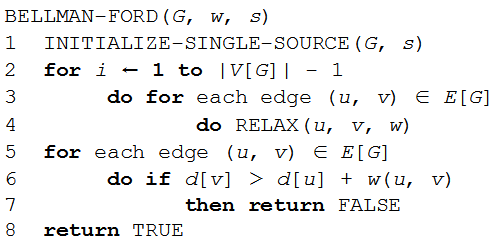 BELLMAN-FORD(G, w, s)
1 INITIALIZE-SINGLE-SOURCE(G, s)
2 for i ← 1 to |V[G]| - 1
3 do for each edge (u, v) ∈ E[G]
4 do RELAX(u, v, w)
5 for each edge (u, v) ∈ E[G]
6 do if d[v] > d[u] + w(u, v)
7 then return FALSE
8 return TRUE